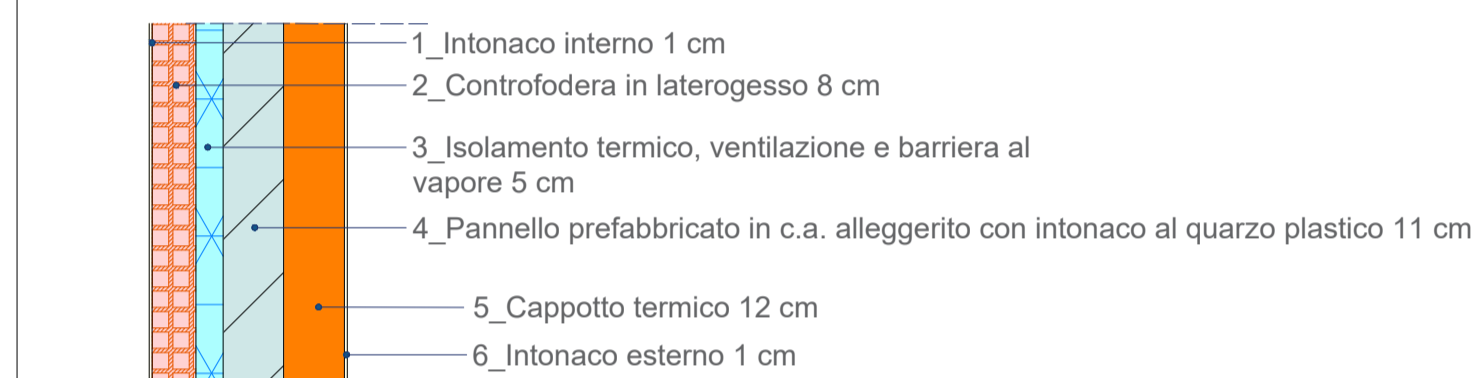 1_Intonaco interno 1 cm
2_Controfodera in laterogesso 8 cm
3_Isolamento termico, ventilazione e barriera al
vapore 5 cm
4_Pannello prefabbricato in c.a. alleggerito con intonaco al quarzo plastico 11 cm
5_Cappotto termico 12 cm
6_Intonaco esterno 1 cm